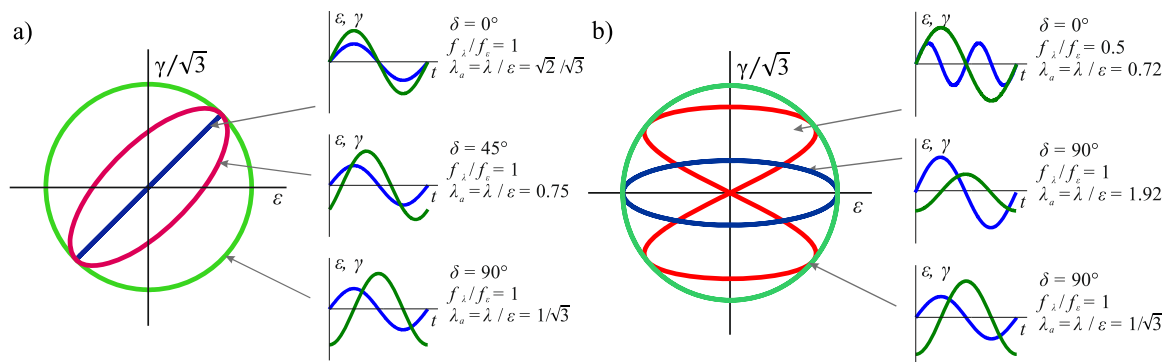 a)
γ/√3
ε
ε, γ
t
δ = 0°
f_λ/f_ε = 1
λ_a = λ / ε = √2 /√3
ε, γ
t
δ = 45°
f_λ/f_ε = 1
λ_a = λ / ε = 0.75
ε, γ
t
δ = 90°
f_λ/f_ε = 1
λ_a = λ / ε = 1/√3
b)
γ/√3
ε
ε, γ
t
δ = 0°
f_λ/f_ε = 0.5
λ_a = λ / ε = 0.72
ε, γ
t
δ = 90°
f_λ/f_ε = 1
λ_a = λ / ε = 1.92
ε, γ
t
δ = 90°
f_λ/f_ε = 1
λ_a = λ / ε = 1/√3